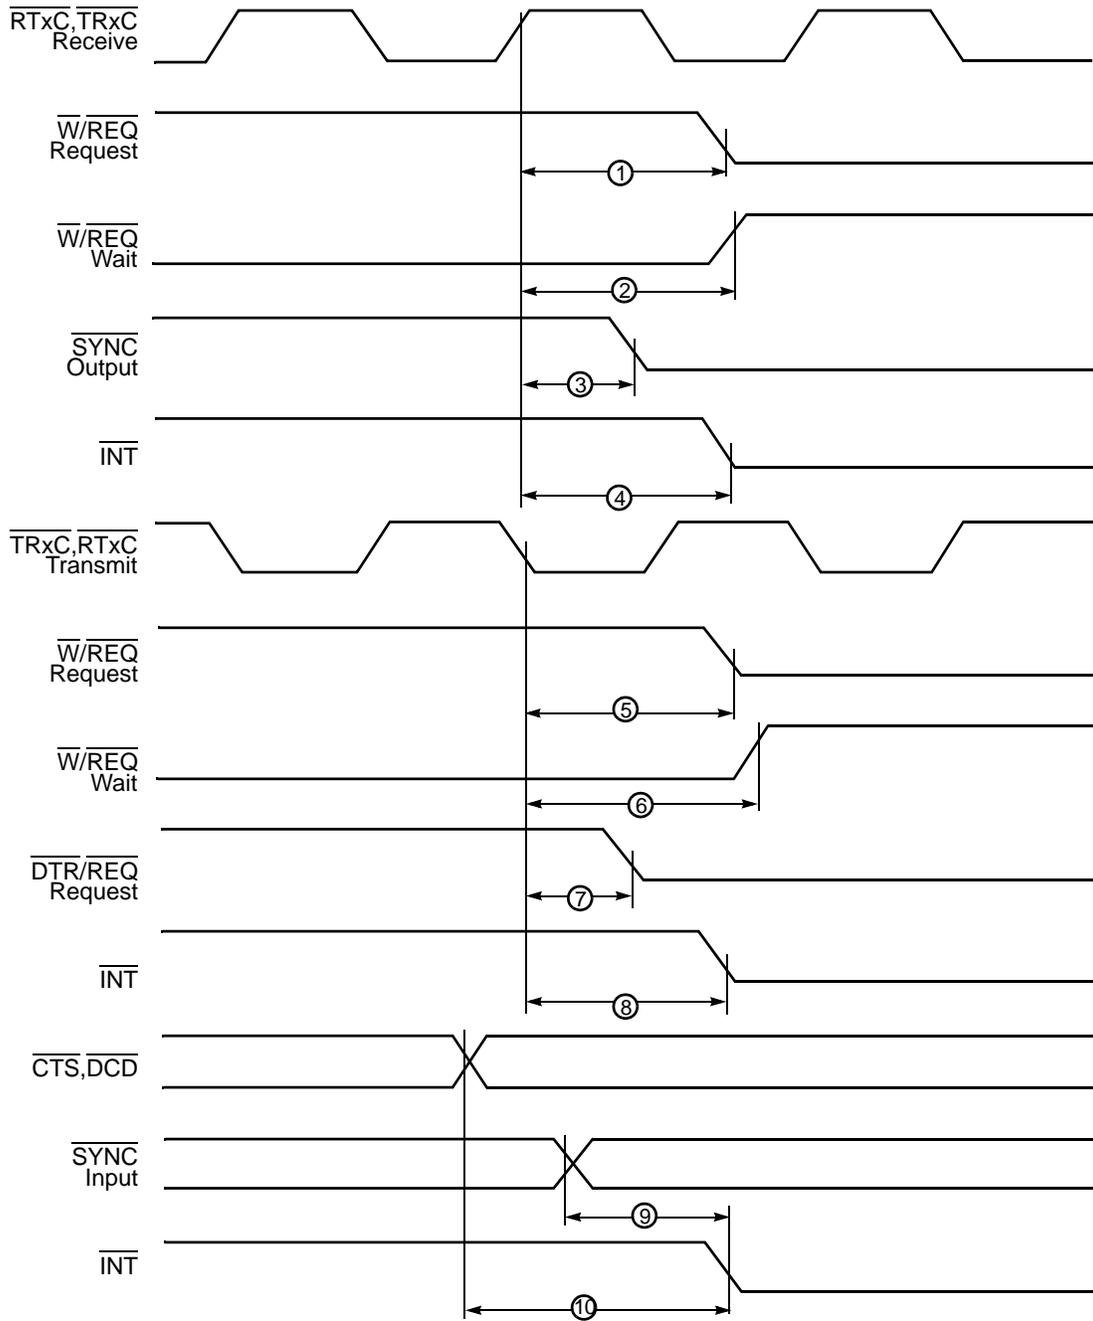 RTxC,TRxC
Receive
W/REQ
Request
1
W/REQ
Wait
2
SYNC
Output
3
INT
4
TRxC,RTxC
Transmit
W/REQ
Request
5
W/REQ
Wait
6
DTR/REQ
Request
7
INT
8
CTS,DCD
SYNC
Input
9
INT
10